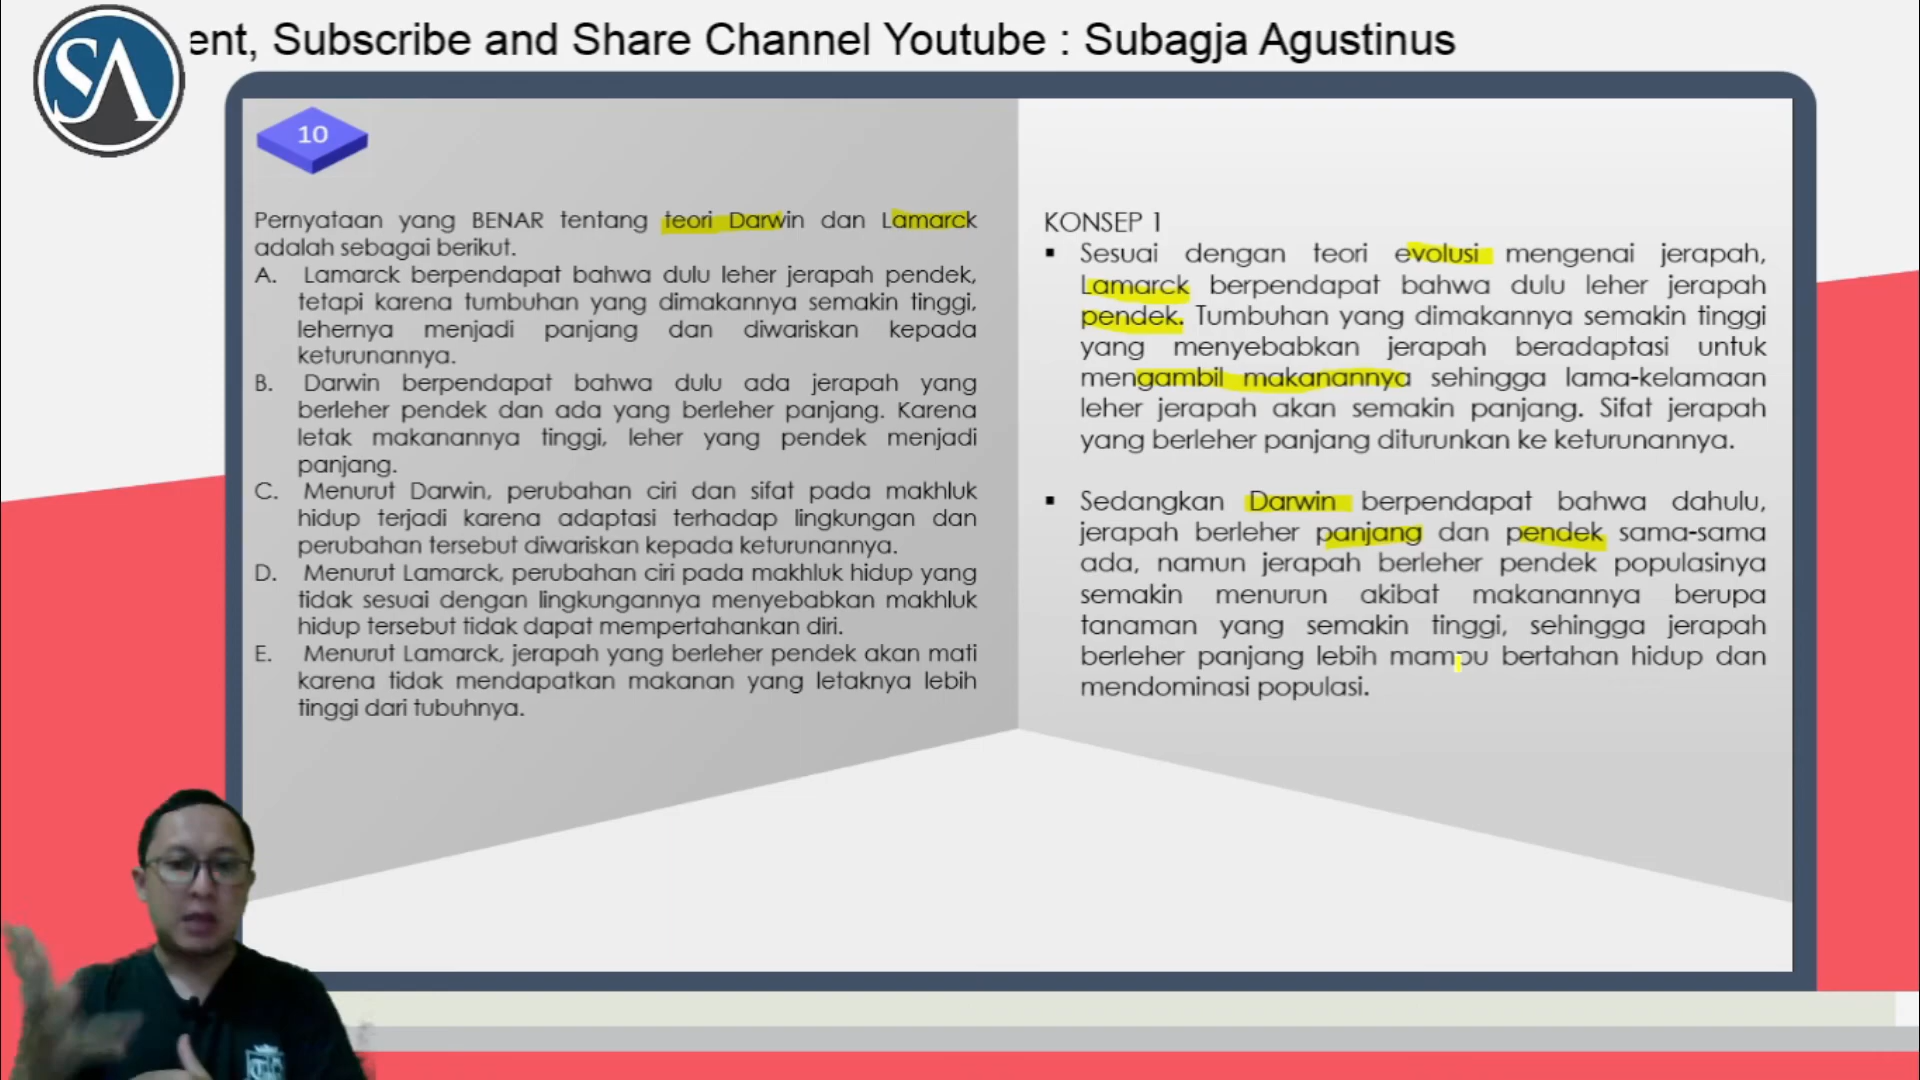 ent, Subscribe and Share Channel Youtube : Subagja Agustinus
SA
10
Pernyataan yang BENAR tentang teori Darwin dan Lamarck
adalah sebagai berikut.
A. Lamarck berpendapat bahwa dulu leher jerapah pendek,
tetapi karena tumbuhan yang dimakannya semakin tinggi,
lehernya menjadi panjang dan diwariskan kepada
keturunannya.
B. Darwin berpendapat bahwa dulu ada jerapah yang
berleher pendek dan ada yang berleher panjang. Karena
letak makanannya tinggi, leher yang pendek menjadi
panjang.
C. Menurut Darwin, perubahan ciri dan sifat pada makhluk
hidup terjadi karena adaptasi terhadap lingkungan dan
perubahan tersebut diwariskan kepada keturunannya.
D. Menurut Lamarck, perubahan ciri pada makhluk hidup yang
tidak sesuai dengan lingkungannya menyebabkan makhluk
hidup tersebut tidak dapat mempertahankan diri.
E. Menurut Lamarck, jerapah yang berleher pendek akan mati
karena tidak mendapatkan makanan yang letaknya lebih
tinggi dari tubuhnya.
KONSEP 1
▪ Sesuai dengan teori evolusi mengenai jerapah,
Lamarck berpendapat bahwa dulu leher jerapah
pendek. Tumbuhan yang dimakannya semakin tinggi
yang menyebabkan jerapah beradaptasi untuk
mengambil makanannya sehingga lama-kelamaan
leher jerapah akan semakin panjang. Sifat jerapah
yang berleher panjang diturunkan ke keturunannya.
▪ Sedangkan Darwin berpendapat bahwa dahulu,
jerapah berleher panjang dan pendek sama-sama
ada, namun jerapah berleher pendek populasinya
semakin menurun akibat makanannya berupa
tanaman yang semakin tinggi, sehingga jerapah
berleher panjang lebih mampu bertahan hidup dan
mendominasi populasi.